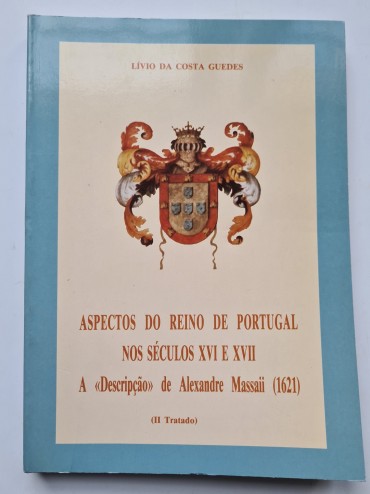 LÍVIO DA COSTA GUEDES
ASPECTOS DO REINO DE PORTUGAL
NOS SÉCULOS XVI E XVII
A «Descripção» de Alexandre Massaii (1621)
(II Tratado)